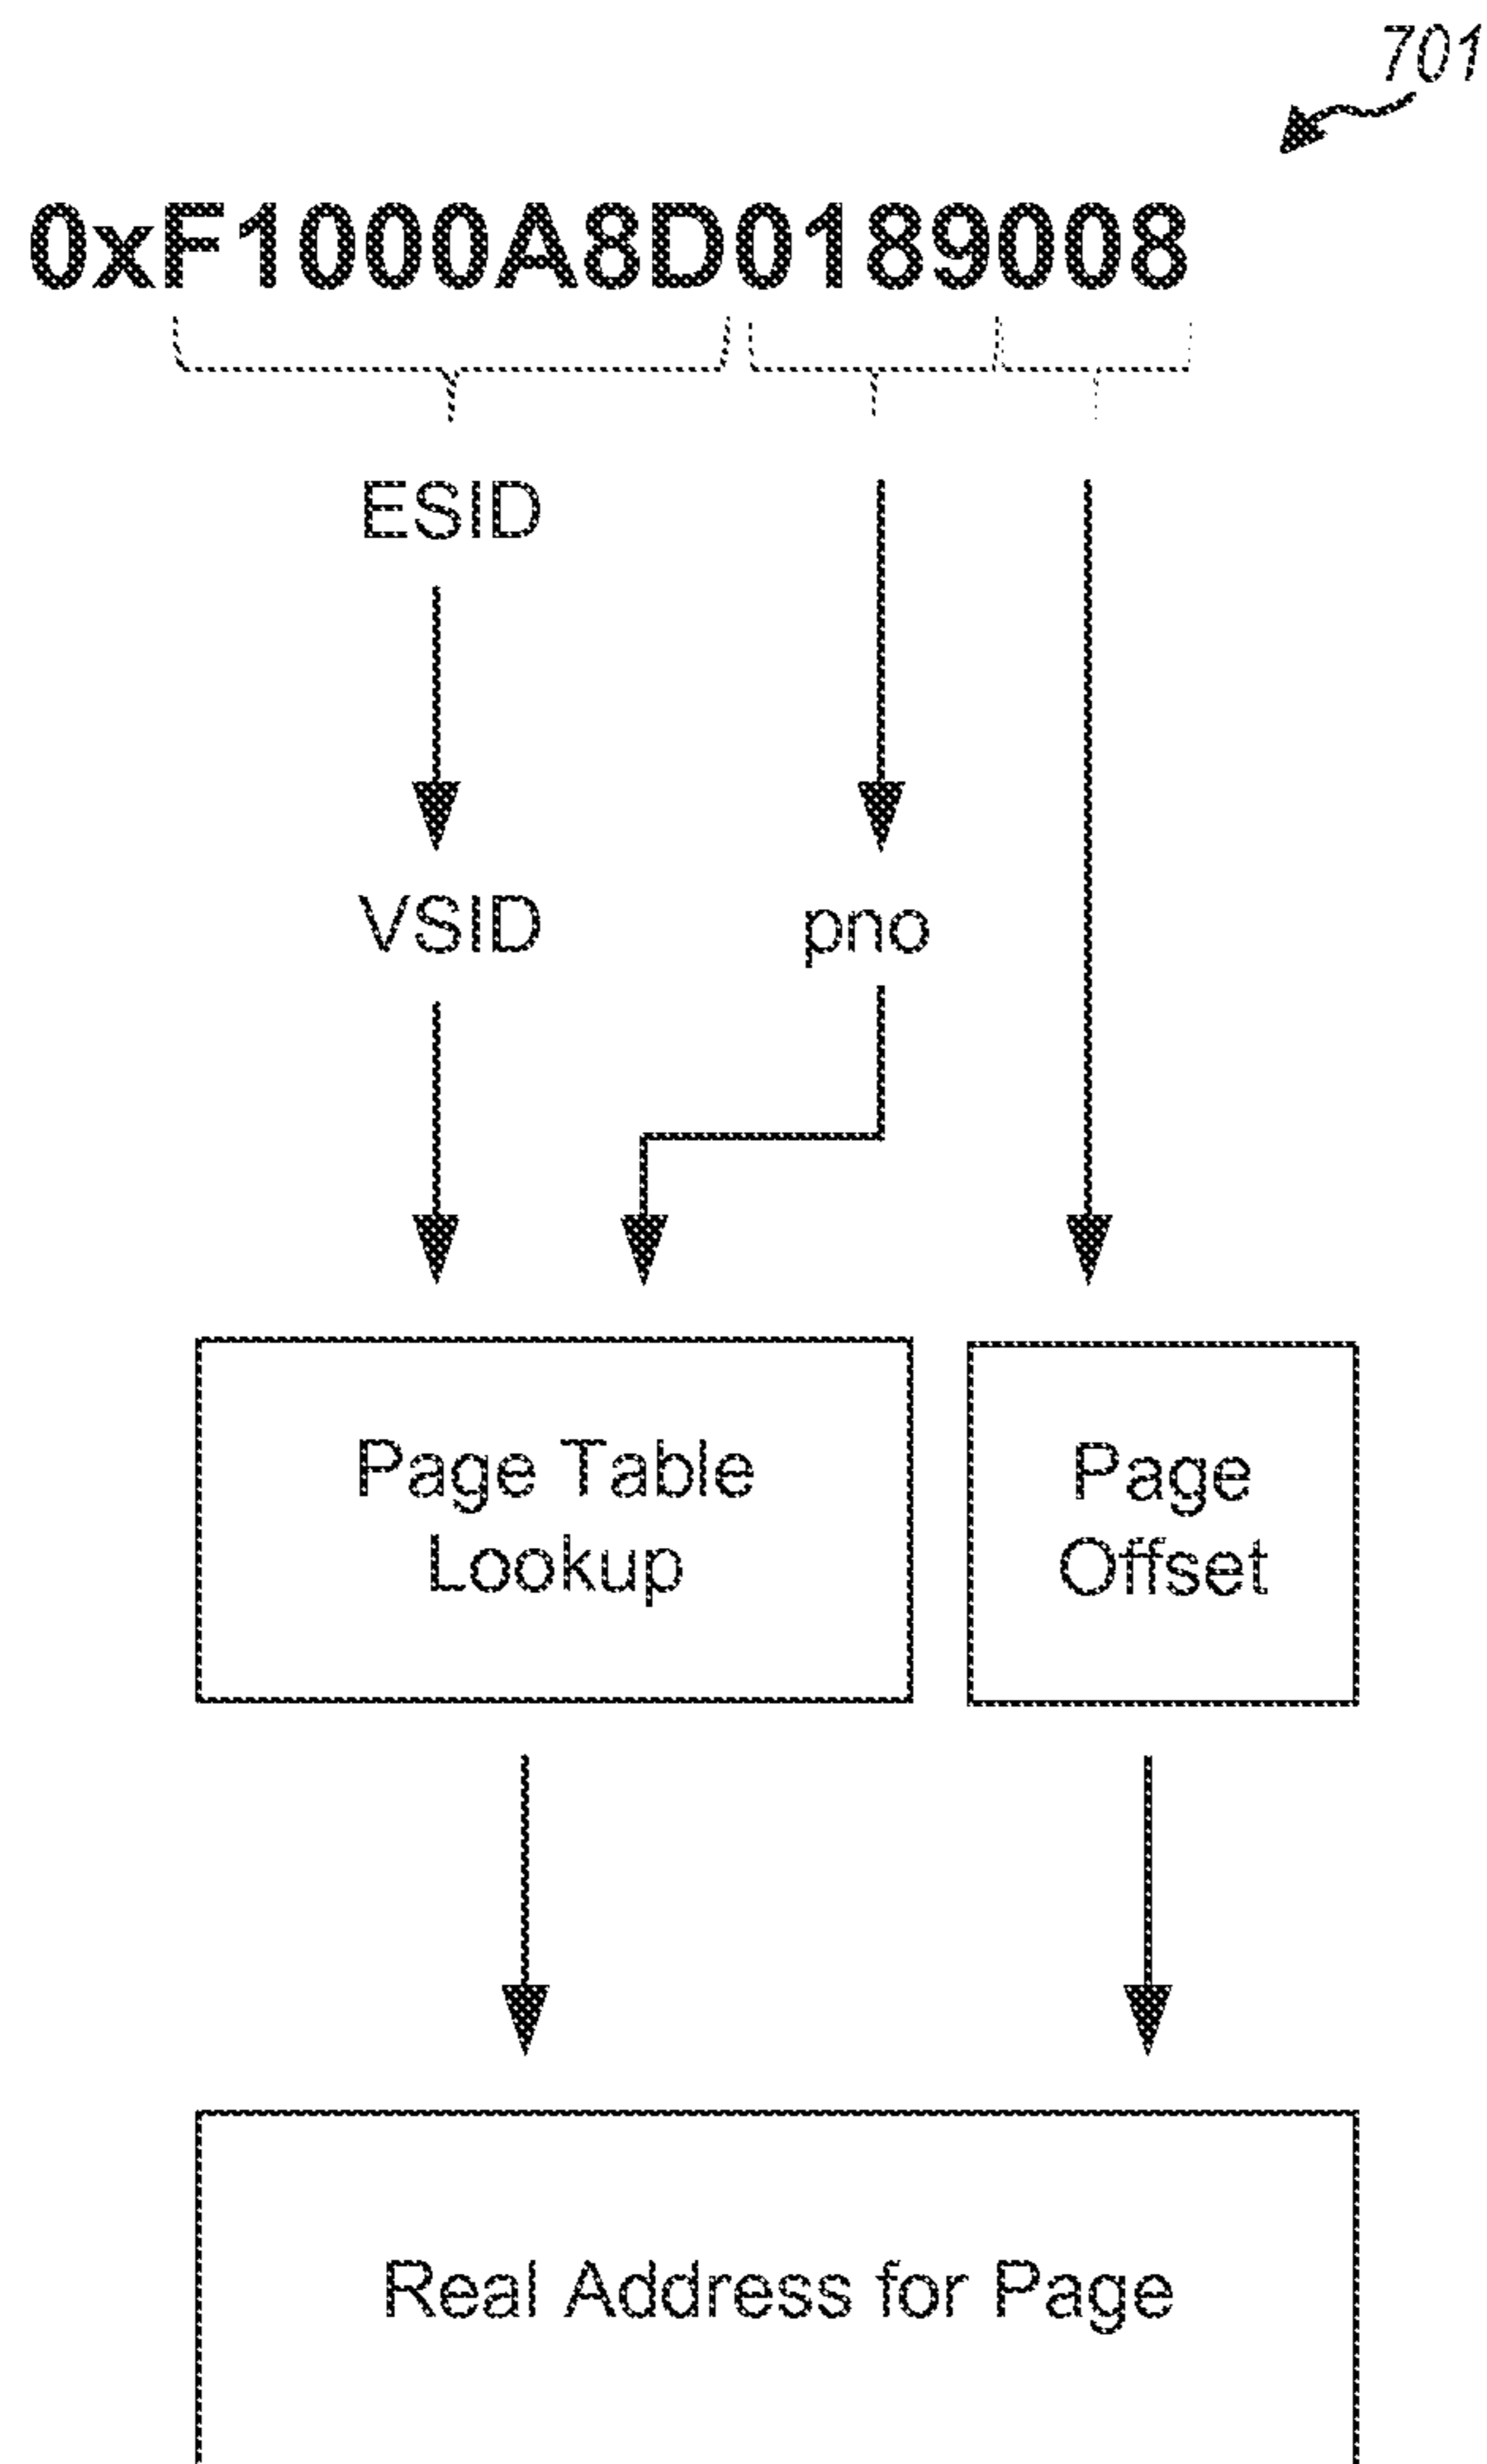 701
0xF1000A8D0189008
ESID
VSID
pno
Page Table
Lookup
Page
Offset
Real Address for Page